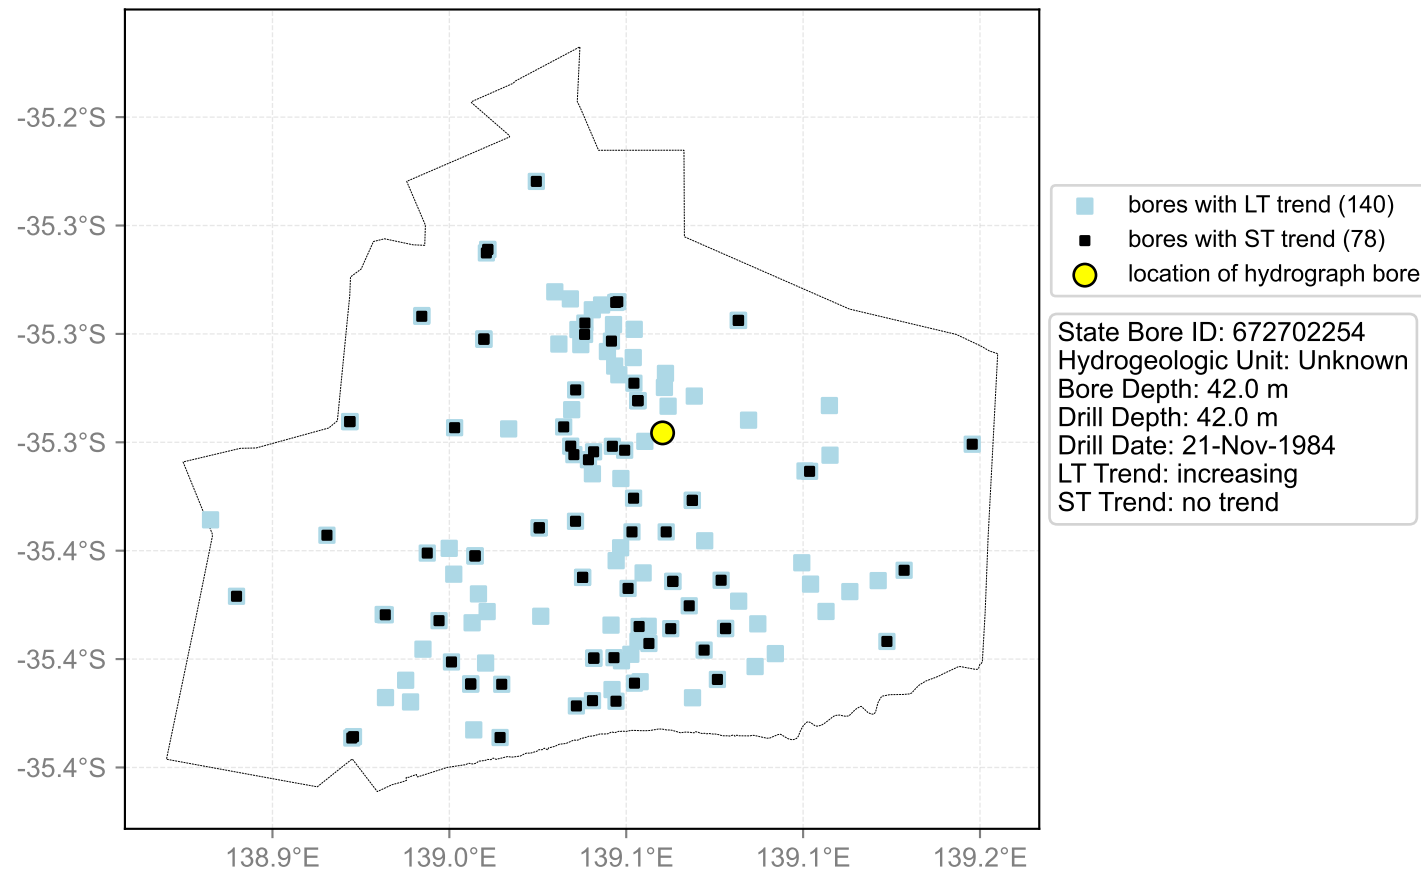 -35.2°S
-35.3°S
-35.3°S
-35.3°S
-35.4°S
-35.4°S
-35.4°S
138.9°E
139.0°E
139.1°E
139.1°E
139.2°E
bores with LT trend (140)
bores with ST trend (78)
location of hydrograph bore
State Bore ID: 672702254
Hydrogeologic Unit: Unknown
Bore Depth: 42.0 m
Drill Depth: 42.0 m
Drill Date: 21-Nov-1984
LT Trend: increasing
ST Trend: no trend